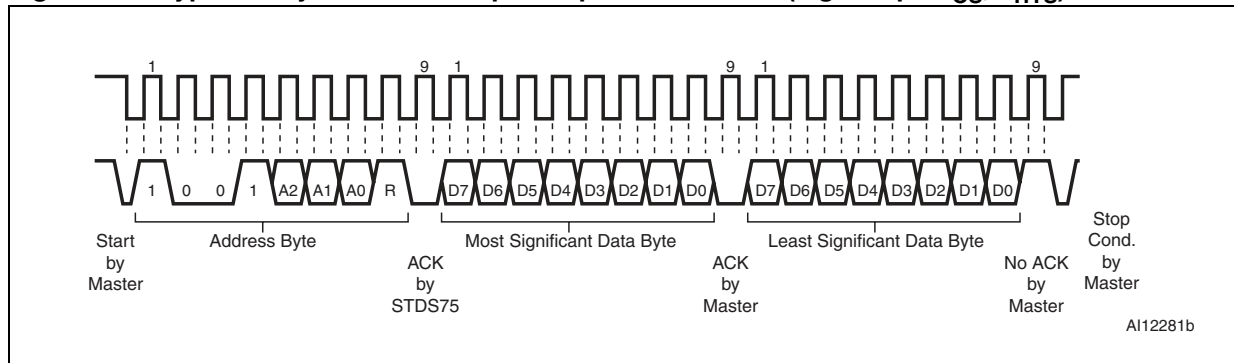 1 9 1 9 1 9
1 0 0 1 A2 A1 A0 R D7 D6 D5 D4 D3 D2 D1 D0 D7 D6 D5 D4 D3 D2 D1 D0
Start
by
Master
Address Byte
ACK
by
STDS75
Most Significant Data Byte
ACK
by
Master
Least Significant Data Byte
No ACK
by
Master
Stop
Cond.
by
Master
AI12281b